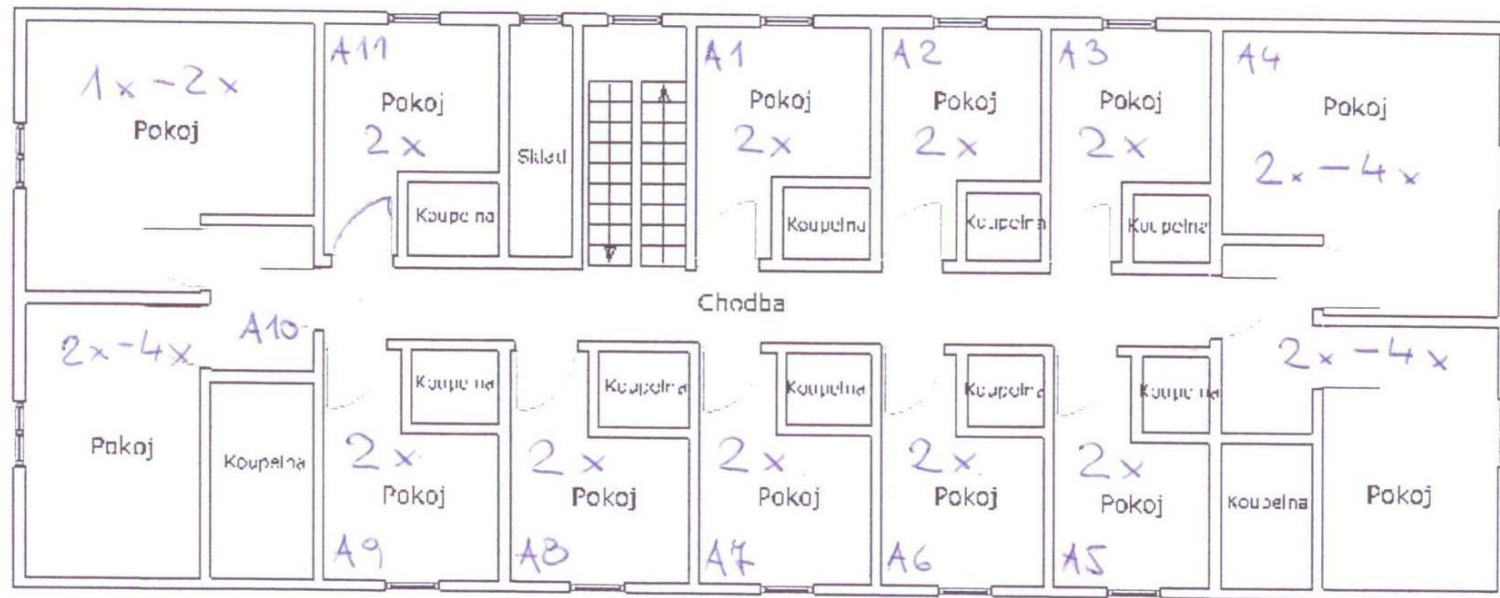 A11
A1
A2
A3
A4
1x - 2x
Pokoj
Pokoj
2x
Sklad
Pokoj
2x
Pokoj
2x
Pokoj
2x
Pokoj
2x - 4x
Koupelna
Koupelna
Koupelna
Koupelna
Chodba
A10
2x - 4x
2x - 4x
Koupelna
Koupelna
Koupelna
Koupelna
Koupelna
Pokoj
Koupelna
2x
Pokoj
2x
Pokoj
2x
Pokoj
2x
Pokoj
2x
Pokoj
Koupelna
Pokoj
A9
A8
A7
A6
A5